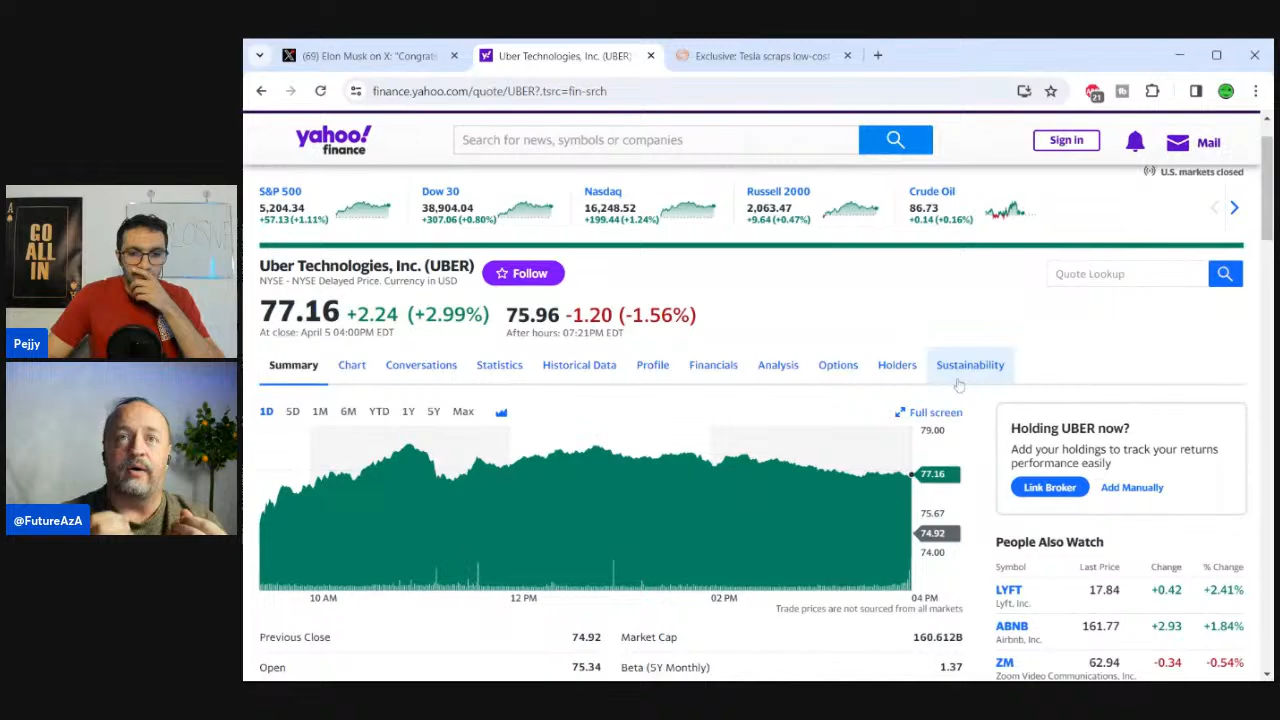 (69) Elon Musk on X: "Congrats
Uber Technologies, Inc. (UBER)
Exclusive: Tesla scraps low-cost
finance.yahoo.com/quote/UBER?.tsrc=fin-srch
21
yahoo!
finance
Search for news, symbols or companies
Sign in
Mail
U.S. markets closed
S&P 500
5,204.34
+57.13 (+1.11%)
Dow 30
38,904.04
+307.06 (+0.80%)
Nasdaq
16,248.52
+199.44 (+1.24%)
Russell 2000
2,063.47
+9.64 (+0.47%)
Crude Oil
86.73
+0.14 (+0.16%)
Uber Technologies, Inc. (UBER)
Follow
NYSE - NYSE Delayed Price. Currency in USD
Quote Lookup
77.16 +2.24 (+2.99%)
At close: April 5 04:00PM EDT
75.96 -1.20 (-1.56%)
After hours: 07:21PM EDT
Summary Chart Conversations Statistics Historical Data Profile Financials Analysis Options Holders Sustainability
1D 5D 1M 6M YTD 1Y 5Y Max
Full screen
79.00
77.16
75.67
74.92
74.00
10 AM 12 PM 02 PM 04 PM
Trade prices are not sourced from all markets
Previous Close 74.92 Market Cap 160.612B
Open 75.34 Beta (5Y Monthly) 1.37
Holding UBER now?
Add your holdings to track your returns
performance easily
Link Broker Add Manually
People Also Watch
Symbol Last Price Change % Change
LYFT 17.84 +0.42 +2.41%
Lyft, Inc.
ABNB 161.77 +2.93 +1.84%
Airbnb, Inc.
ZM 62.94 -0.34 -0.54%
Zoom Video Communications, Inc.
A
GO
ALL
IN
Pejjy
@FutureAzA